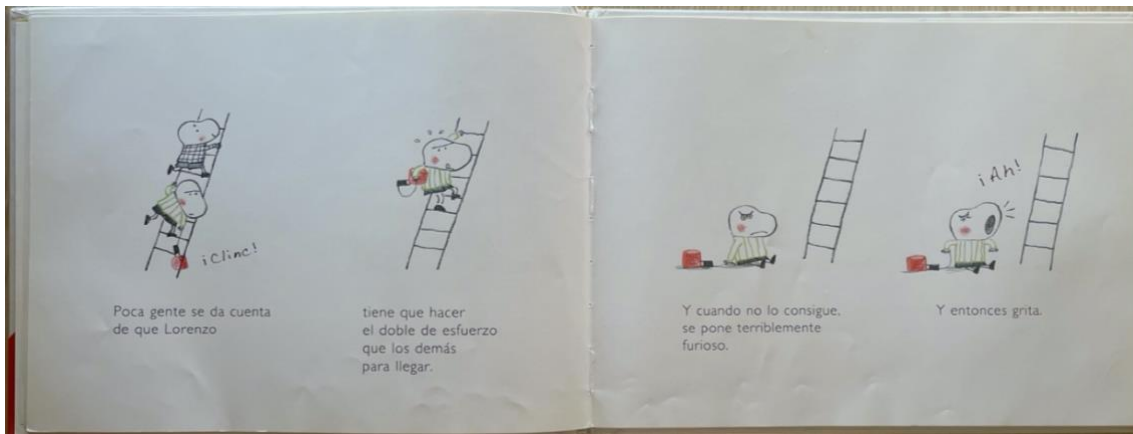 ¡Clinc!
Poca gente se da cuenta
de que Lorenzo
tiene que hacer
el doble de esfuerzo
que los demás
para llegar.
Y cuando no lo consigue,
se pone terriblemente
furioso.
¡Ah!
Y entonces grita.